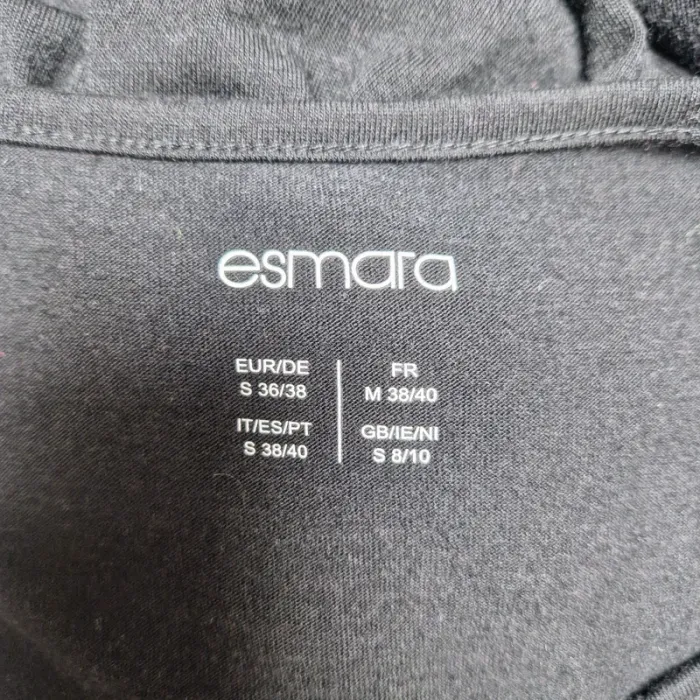 esmara
EUR/DE
S 36/38
FR
M 38/40
IT/ES/PT
S 38/40
GB/IE/NI
S 8/10